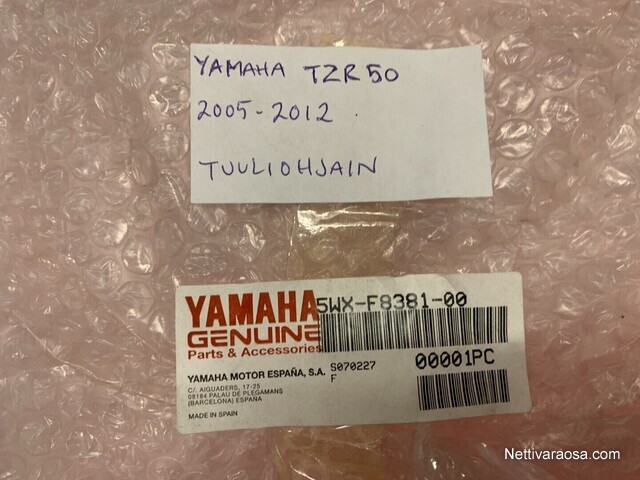 YAMAHA TZR50
2005-2012
TUULIOHJAIN
YAMAHA
GENUINE
Parts & Accessories
5WX-F8381-00
YAMAHA MOTOR ESPAÑA, S.A.
C/. AIGUADERS, 17-25
08184 PALAU DE PLEGAMANS
(BARCELONA) ESPAÑA
MADE IN SPAIN
S070227
F
00001PC
Nettivaraosa.com